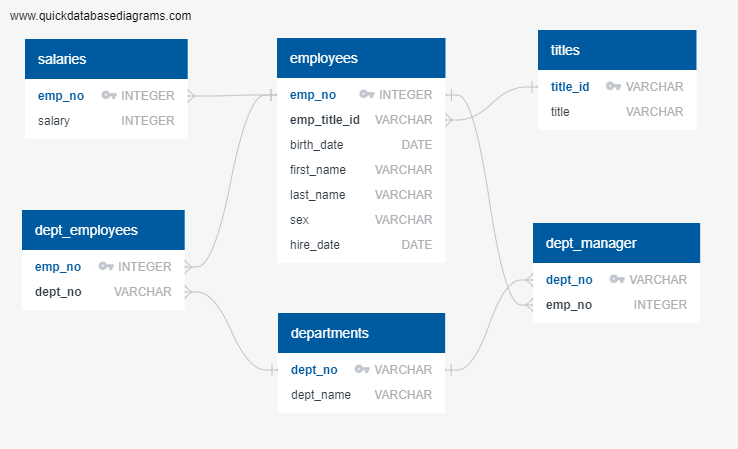 www.quickdatabasediagrams.com
salaries
emp_no INTEGER
salary INTEGER
employees
emp_no INTEGER
emp_title_id VARCHAR
birth_date DATE
first_name VARCHAR
last_name VARCHAR
sex VARCHAR
hire_date DATE
titles
title_id VARCHAR
title VARCHAR
dept_employees
emp_no INTEGER
dept_no VARCHAR
departments
dept_no VARCHAR
dept_name VARCHAR
dept_manager
dept_no VARCHAR
emp_no INTEGER